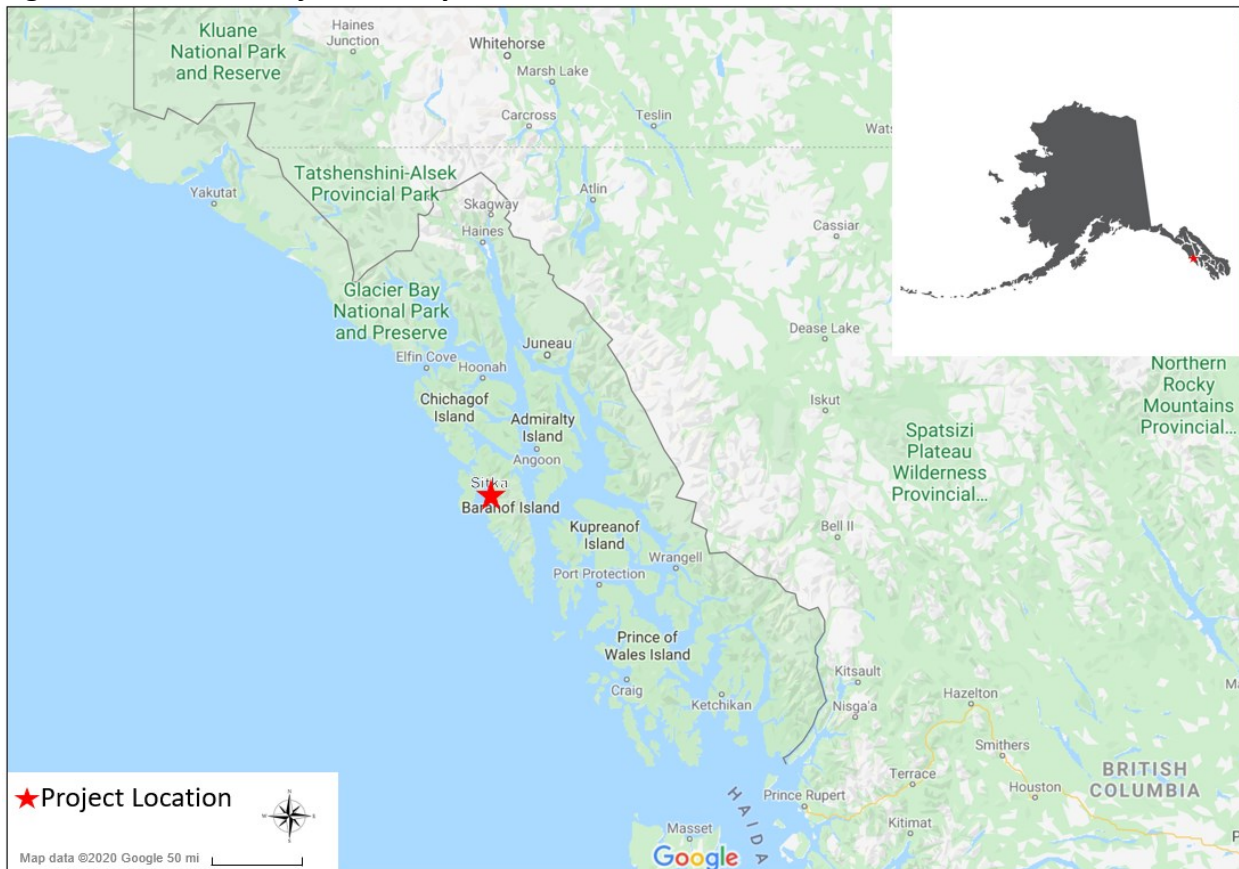 Kluane
National Park
and Reserve
Haines
Junction
Whitehorse
Marsh Lake
Carcross
Teslin
Yakutat
Tatshenshini-Alsek
Provincial Park
Skagway
Haines
Atlin
Cassiar
Glacier Bay
National Park
and Preserve
Elfin Cove
Hoonah
Juneau
Dease Lake
Chichagof
Island
Admiralty
Island
Angoon
Iskut
Northern
Rocky
Mountains
Provincial...
Spatsizi
Plateau
Wilderness
Provincial...
Sitka
Baranof Island
Kupreanof
Island
Wrangell
Port Protection
Bell II
Prince of
Wales Island
Craig
Ketchikan
Kitsault
Nisga'a
Hazelton
Smithers
Terrace
Houston
BRITISH
COLUMBIA
Prince Rupert
Kitimat
HAIDA
Masset
Google
★Project Location
N
W
E
S
Map data ©2020 Google 50 mi